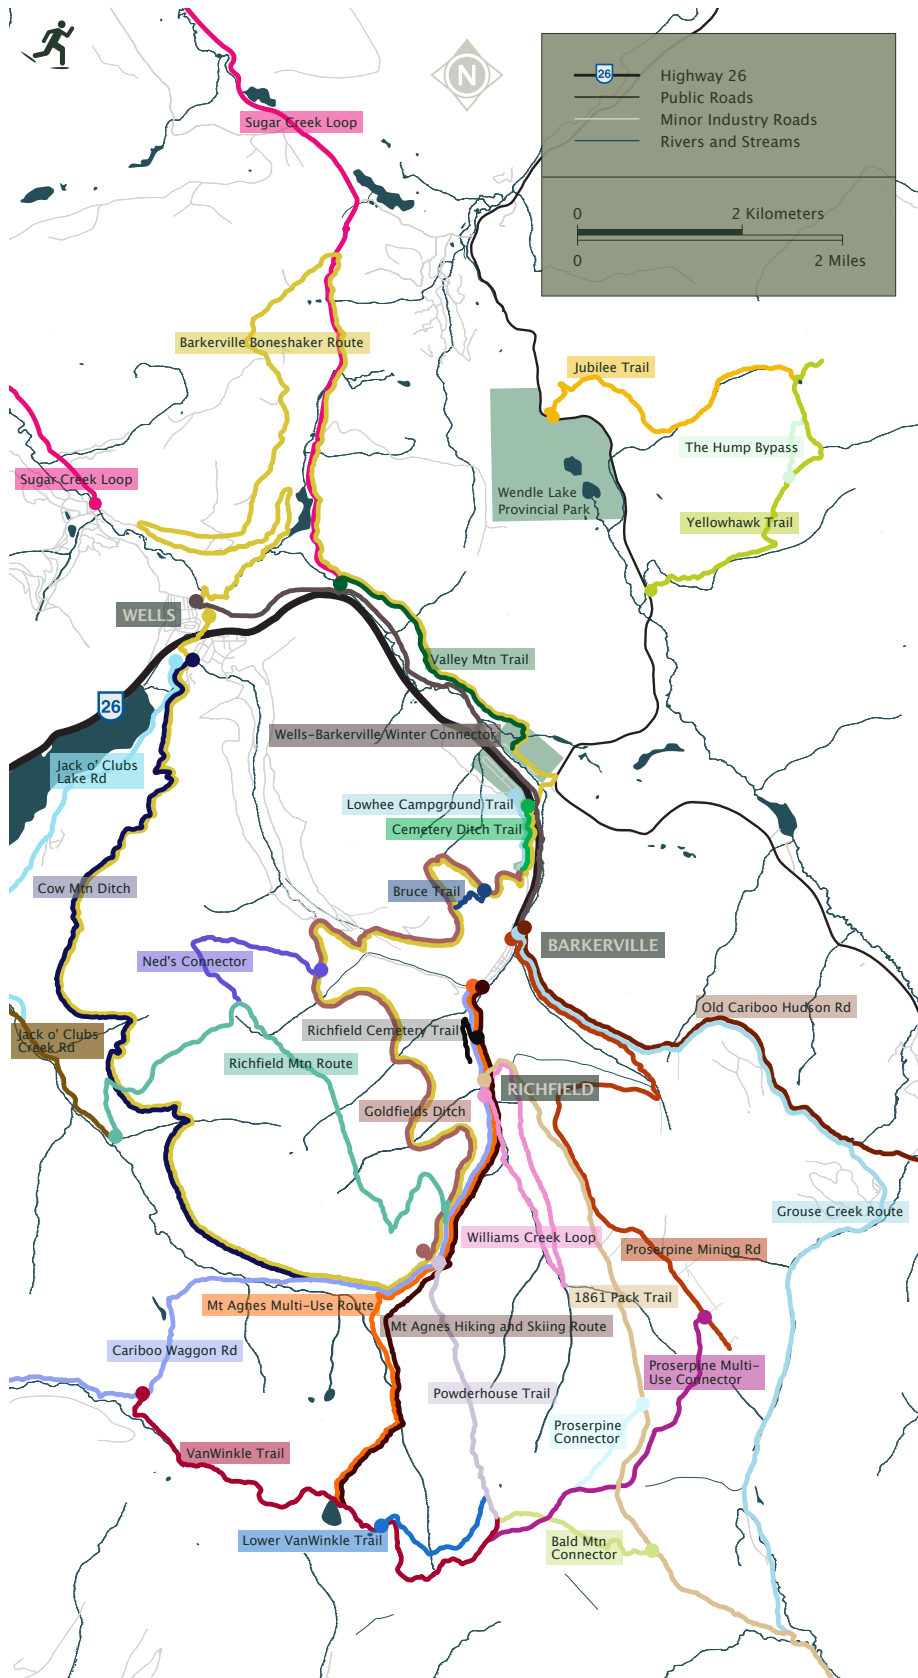 N
26
Highway 26
Public Roads
Minor Industry Roads
Rivers and Streams
0
2 Kilometers
0
2 Miles
Sugar Creek Loop
Barkerville Boneshaker Route
Jubilee Trail
The Hump Bypass
Sugar Creek Loop
Wendle Lake
Provincial Park
Yellowhawk Trail
WELLS
Valley Mtn Trail
26
Wells-Barkerville Winter Connector
Jack o' Clubs
Lake Rd
Lowhee Campground Trail
Cemetery Ditch Trail
Cow Mtn Ditch
Bruce Trail
BARKERVILLE
Ned's Connector
Old Cariboo Hudson Rd
Jack o' Clubs
Creek Rd
Richfield Cemetery Trail
Richfield Mtn Route
RICHFIELD
Goldfields Ditch
Grouse Creek Route
Williams Creek Loop
Proserpine Mining Rd
1861 Pack Trail
Mt Agnes Multi-Use Route
Mt Agnes Hiking and Skiing Route
Cariboo Waggon Rd
Proserpine Multi-
Use Connector
Powderhouse Trail
Proserpine
Connector
VanWinkle Trail
Lower VanWinkle Trail
Bald Mtn
Connector